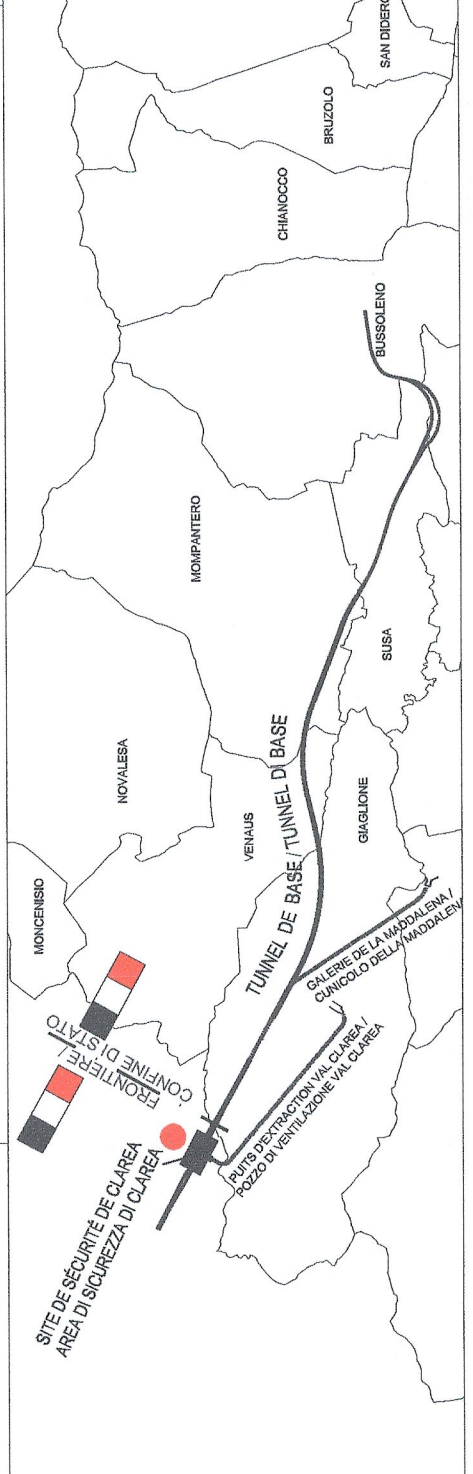 SITE DE SÉCURITÉ DE CLAREA
AREA DI SICUREZZA DI CLAREA
FRONTIERE /
CONFINE DI STATO
MONCENISIO
NOVALESA
VENAUS
MOMPANTERO
TUNNEL DE BASE / TUNNEL DI BASE
PUITS D'EXTRACTION VAL CLAREA /
POZZO DI VENTILAZIONE VAL CLAREA
GALERIE DE LA MADDALENA /
CUNICOLO DELLA MADDALENA
GIAGLIONE
SUSA
BUSSOLENO
CHIANOCCO
BRUZOLO
SAN DIDERO